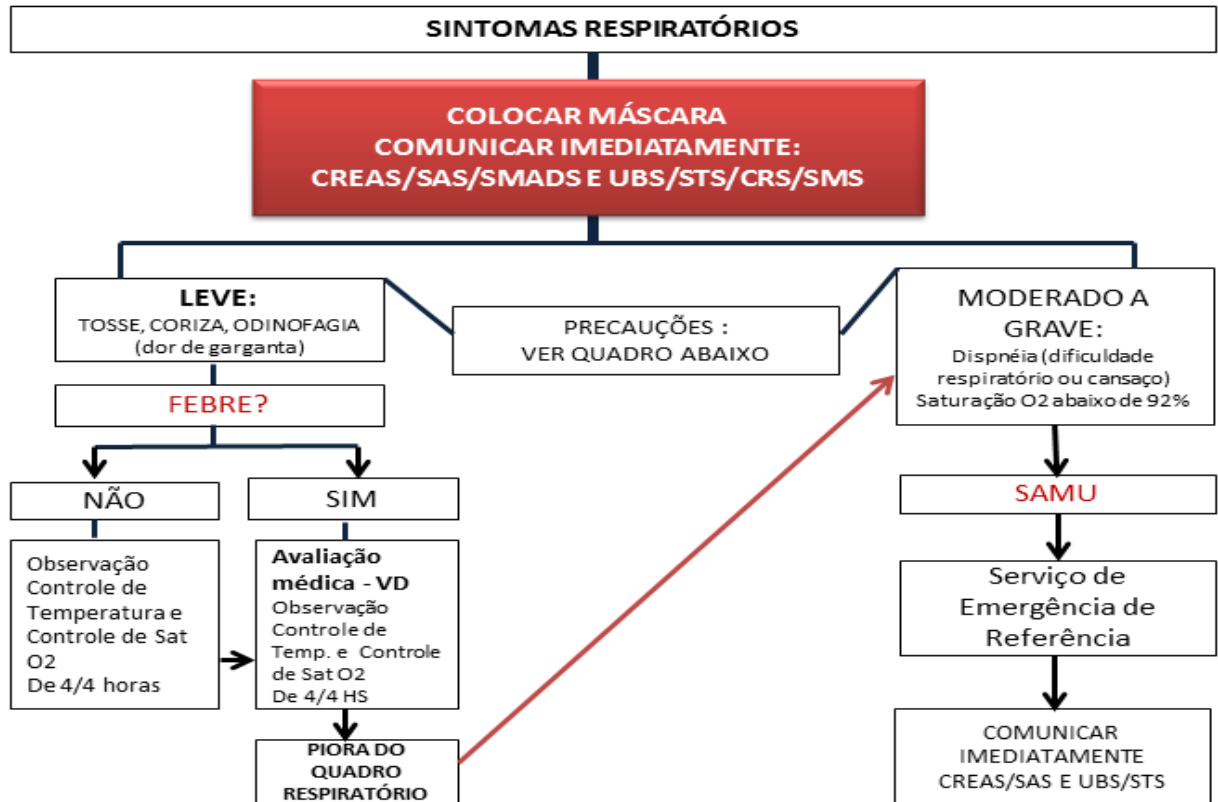 SINTOMAS RESPIRATÓRIOS
COLOCAR MÁSCARA
COMUNICAR IMEDIATAMENTE:
CREAS/SAS/SMADS E UBS/STS/CRS/SMS
LEVE:
TOSSE, CORIZA, ODINOFAGIA
(dor de garganta)
PRECAUÇÕES :
VER QUADRO ABAIXO
MODERADO A
GRAVE:
Dispnéia (dificuldade
respiratório ou cansaço)
Saturação O2 abaixo de 92%
FEBRE?
NÃO
SIM
Observação
Controle de
Temperatura e
Controle de Sat
O2
De 4/4 horas
Avaliação
médica - VD
Observação
Controle de
Temp. e Controle
de Sat O2
De 4/4 HS
PIORA DO
QUADRO
RESPIRATÓRIO
SAMU
Serviço de
Emergência de
Referência
COMUNICAR
IMEDIATAMENTE
CREAS/SAS E UBS/STS